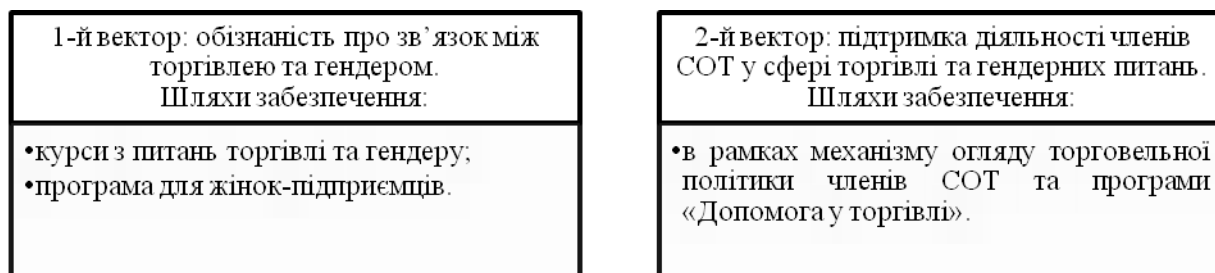 1-й вектор: обізнаність про зв’язок між
торгівлею та гендером.
Шляхи забезпечення:
•курси з питань торгівлі та гендеру;
•програма для жінок-підприємців.
2-й вектор: підтримка діяльності членів
СОТ у сфері торгівлі та гендерних питань.
Шляхи забезпечення:
•в рамках механізму огляду торговельної
політики членів СОТ та програми
«Допомога у торгівлі».